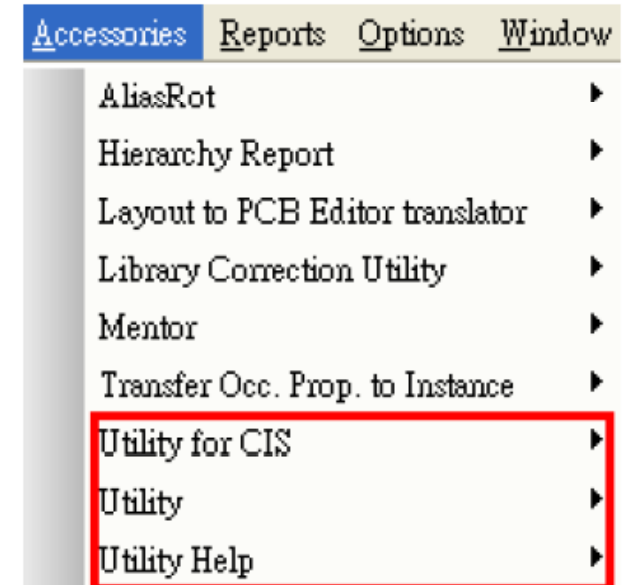 Accessories Reports Options Window
AliasRot
Hierarchy Report
Layout to PCB Editor translator
Library Correction Utility
Mentor
Transfer Occ. Prop. to Instance
Utility for CIS
Utility
Utility Help